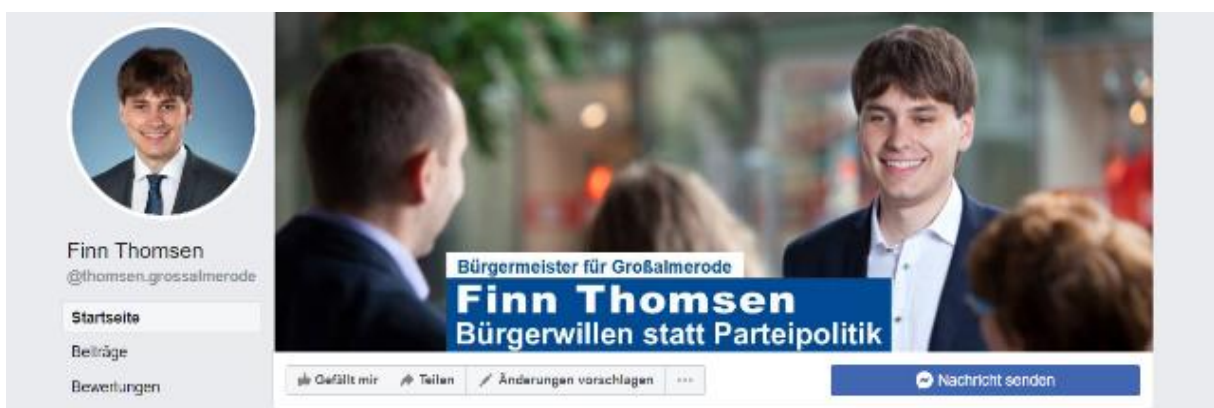 Finn Thomsen
@thomsen.grossalmerode
Startseite
Beiträge
Bewertungen
Bürgermeister für Großalmerode
Finn Thomsen
Bürgerwillen statt Parteipolitik
Gefällt mir
Teilen
Änderungen vorschlagen
Nachricht senden